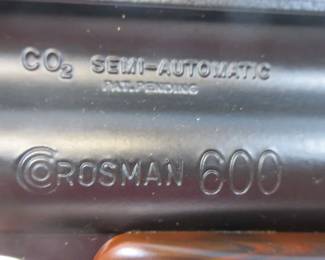 CO2 SEMI-AUTOMATIC
PAT. PENDING
CROSMAN 600